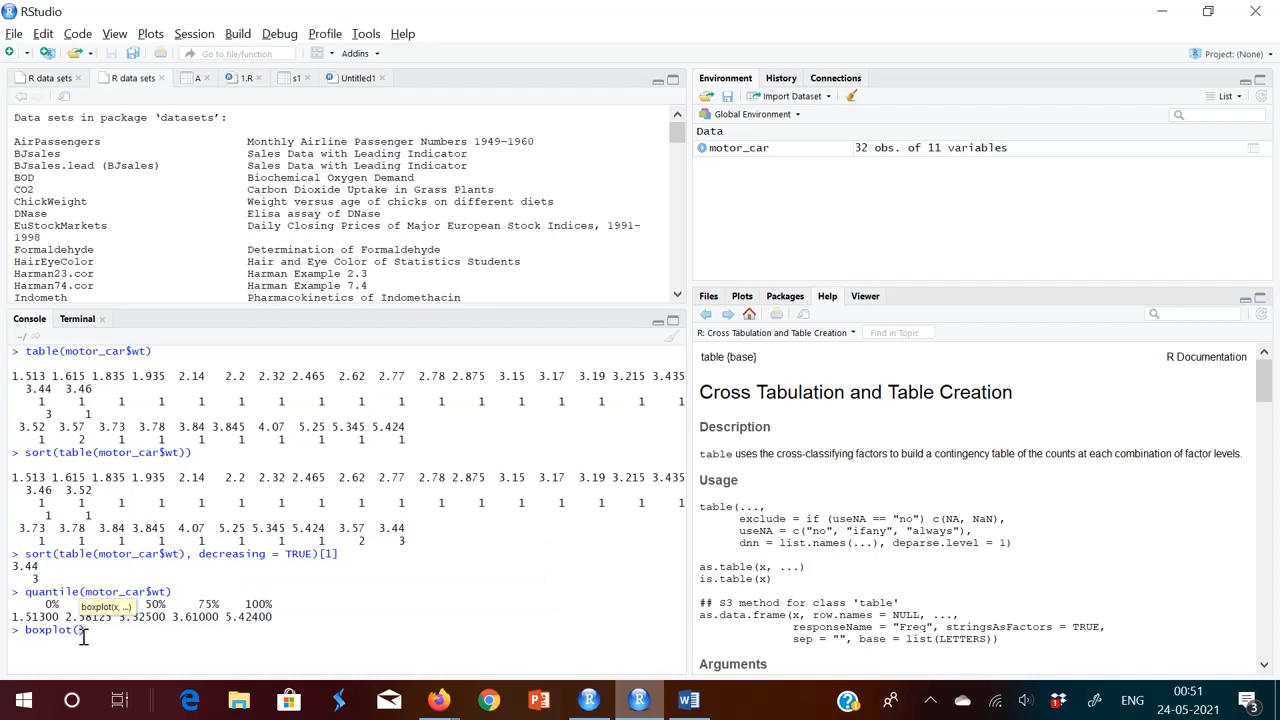 RStudio
File Edit Code View Plots Session Build Debug Profile Tools Help
Go to file/function Addins Project: (None)
R data sets R data sets A 1.R s1 Untitled1
Data sets in package ‘datasets’:
AirPassengers Monthly Airline Passenger Numbers 1949-1960
BJsales Sales Data with Leading Indicator
BJsales.lead (BJsales) Sales Data with Leading Indicator
BOD Biochemical Oxygen Demand
CO2 Carbon Dioxide Uptake in Grass Plants
ChickWeight Weight versus age of chicks on different diets
DNase Elisa assay of DNase
EuStockMarkets Daily Closing Prices of Major European Stock Indices, 1991-
1998
Formaldehyde Determination of Formaldehyde
HairEyeColor Hair and Eye Color of Statistics Students
Harman23.cor Harman Example 2.3
Harman74.cor Harman Example 7.4
Indometh Pharmacokinetics of Indomethacin
Console Terminal
~/
> table(motor_car$wt)
1.513 1.615 1.835 1.935 2.14 2.2 2.32 2.465 2.62 2.77 2.78 2.875 3.15 3.17 3.19 3.215 3.435
3.44 3.46
1 1 1 1 1 1 1 1 1 1 1 1 1 1 1 1 1
3 1
3.52 3.57 3.73 3.78 3.84 3.845 4.07 5.25 5.345 5.424
1 2 1 1 1 1 1 1 1 1
> sort(table(motor_car$wt))
1.513 1.615 1.835 1.935 2.14 2.2 2.32 2.465 2.62 2.77 2.78 2.875 3.15 3.17 3.19 3.215 3.435
3.46 3.52
1 1 1 1 1 1 1 1 1 1 1 1 1 1 1 1 1
1 1
3.73 3.78 3.84 3.845 4.07 5.25 5.345 5.424 3.57 3.44
1 1 1 1 1 1 1 1 2 3
> sort(table(motor_car$wt), decreasing = TRUE)[1]
3.44
3
> quantile(motor_car$wt)
0% boxplot(x, ...) 50% 75% 100%
1.51300 2.58125 3.32500 3.61000 5.42400
> boxplot()
Environment History Connections
Import Dataset List
Global Environment
Data
motor_car 32 obs. of 11 variables
Files Plots Packages Help Viewer
R: Cross Tabulation and Table Creation Find in Topic
table {base} R Documentation
Cross Tabulation and Table Creation
Description
table uses the cross-classifying factors to build a contingency table of the counts at each combination of factor levels.
Usage
table(...,
exclude = if (useNA == "no") c(NA, NaN),
useNA = c("no", "ifany", "always"),
dnn = list.names(...), deparse.level = 1)
as.table(x, ...)
is.table(x)
## S3 method for class 'table'
as.data.frame(x, row.names = NULL, ...,
responseName = "Freq", stringsAsFactors = TRUE,
sep = "", base = list(LETTERS))
Arguments
ENG
00:51
24-05-2021
3